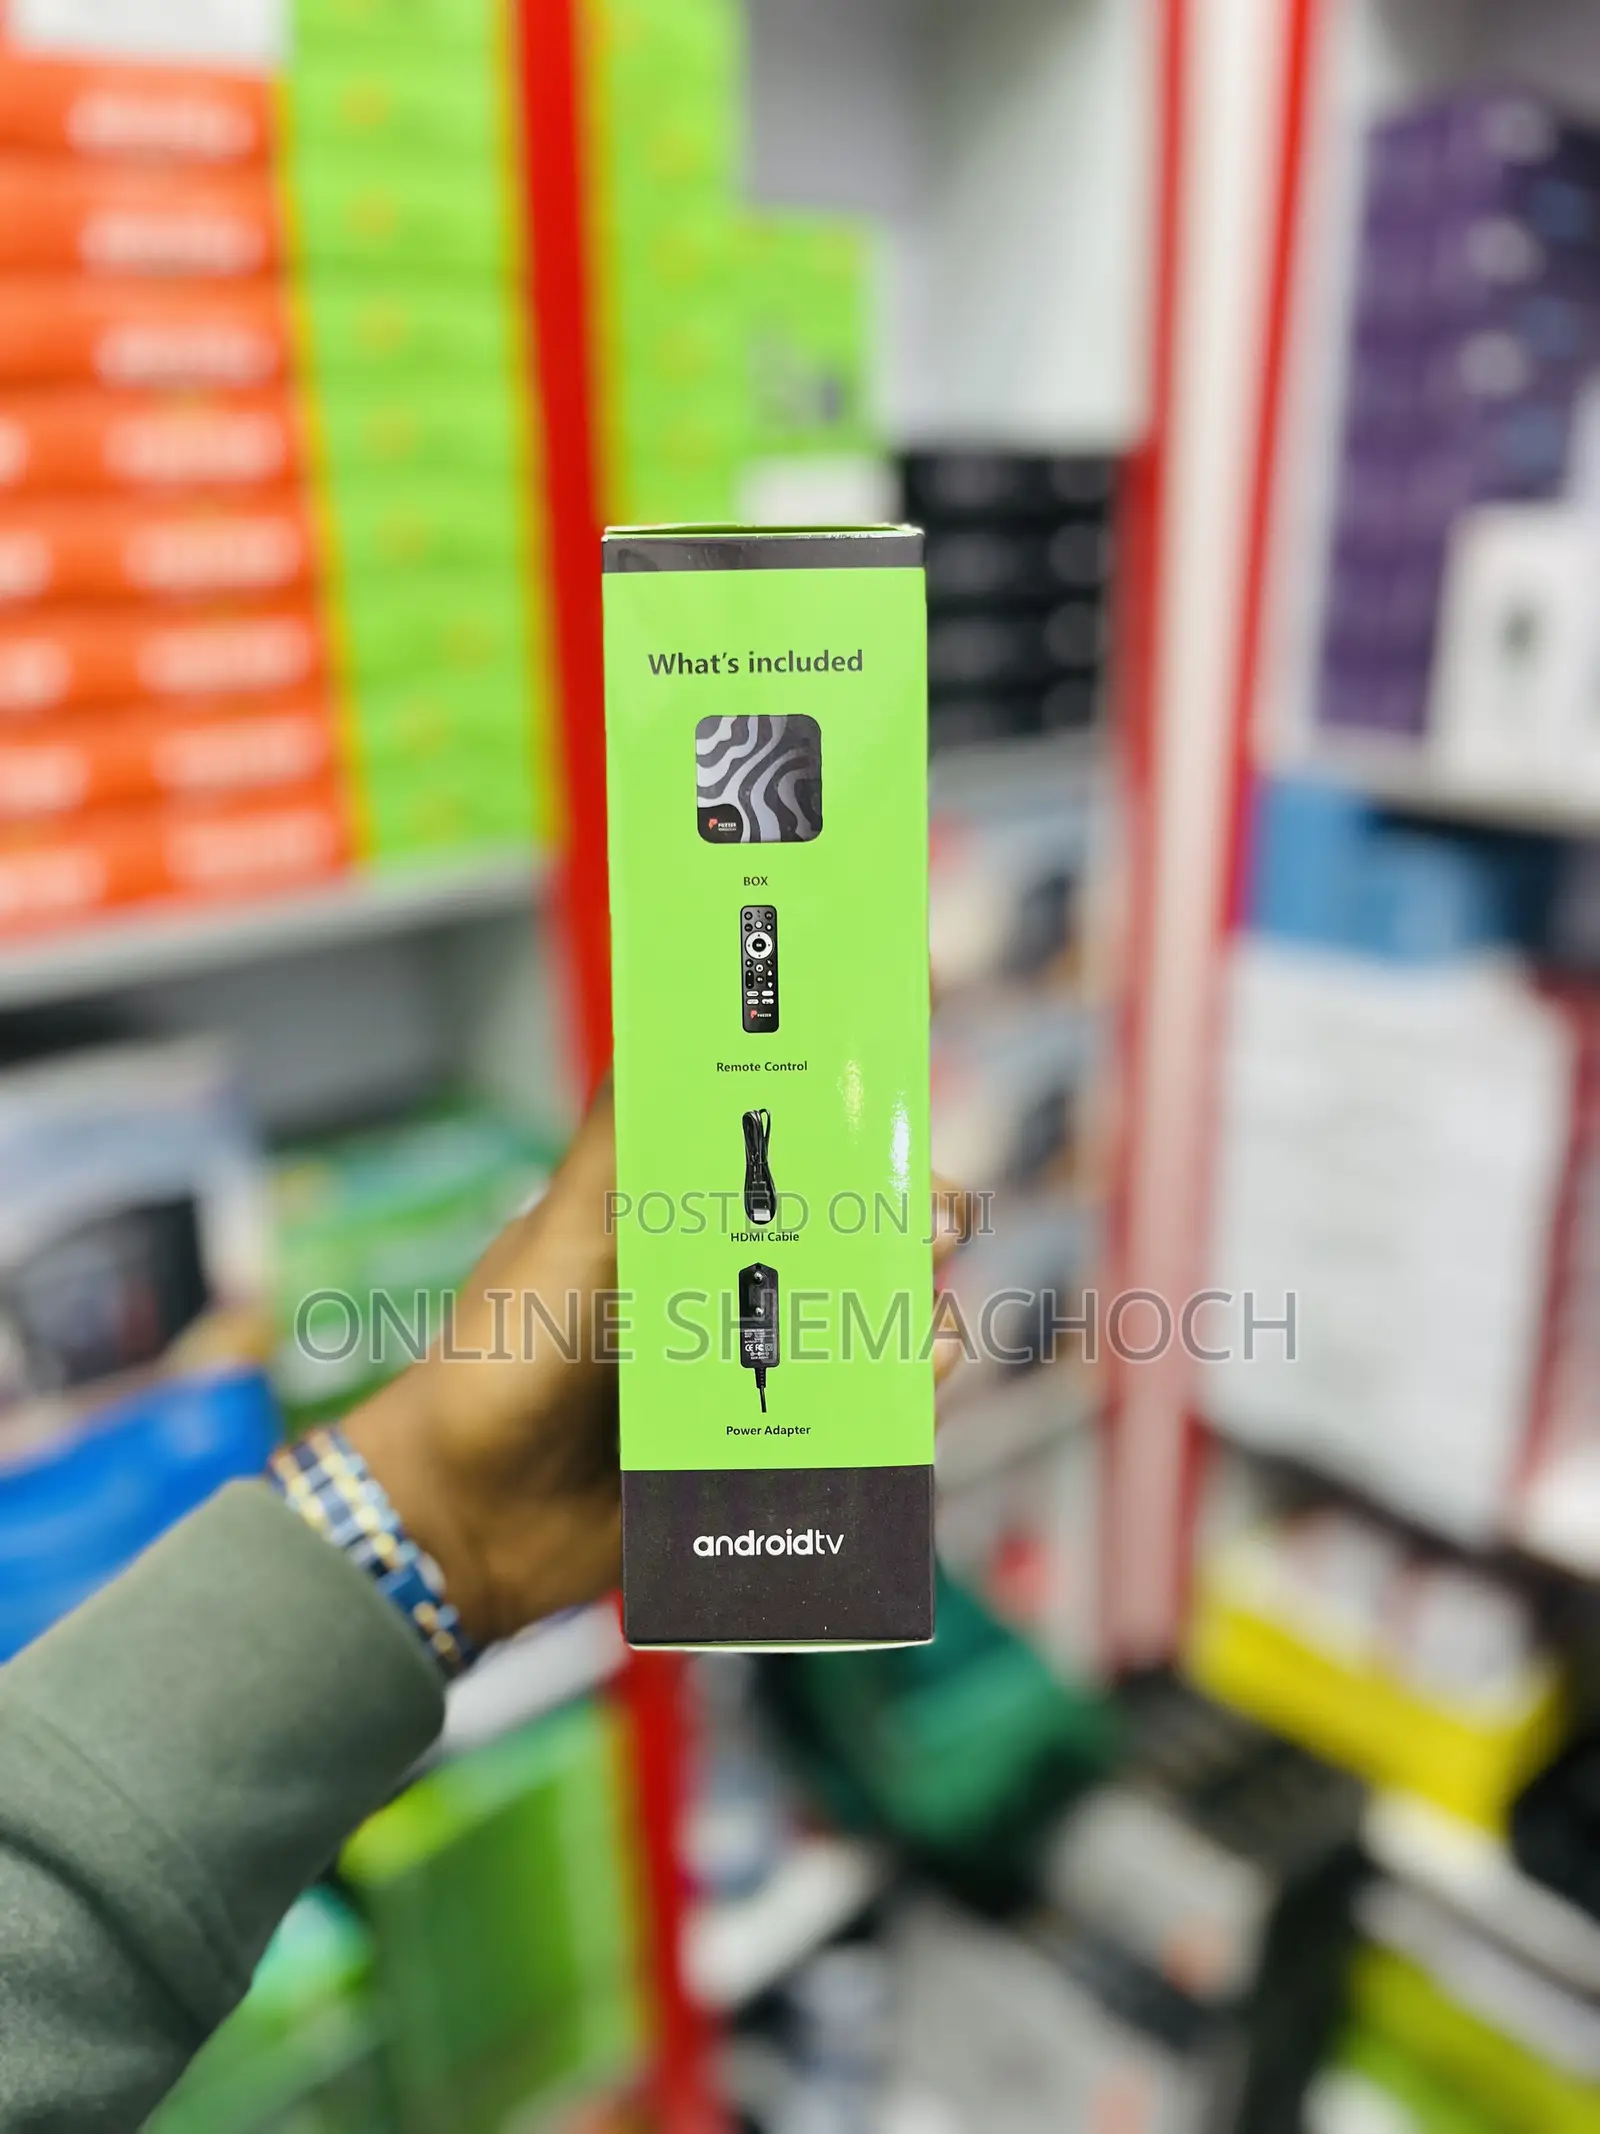 What's included
BOX
Remote Control
POSTED ON JIJI
HDMI Cable
ONLINE SHEMACHOCH
Power Adapter
androidtv